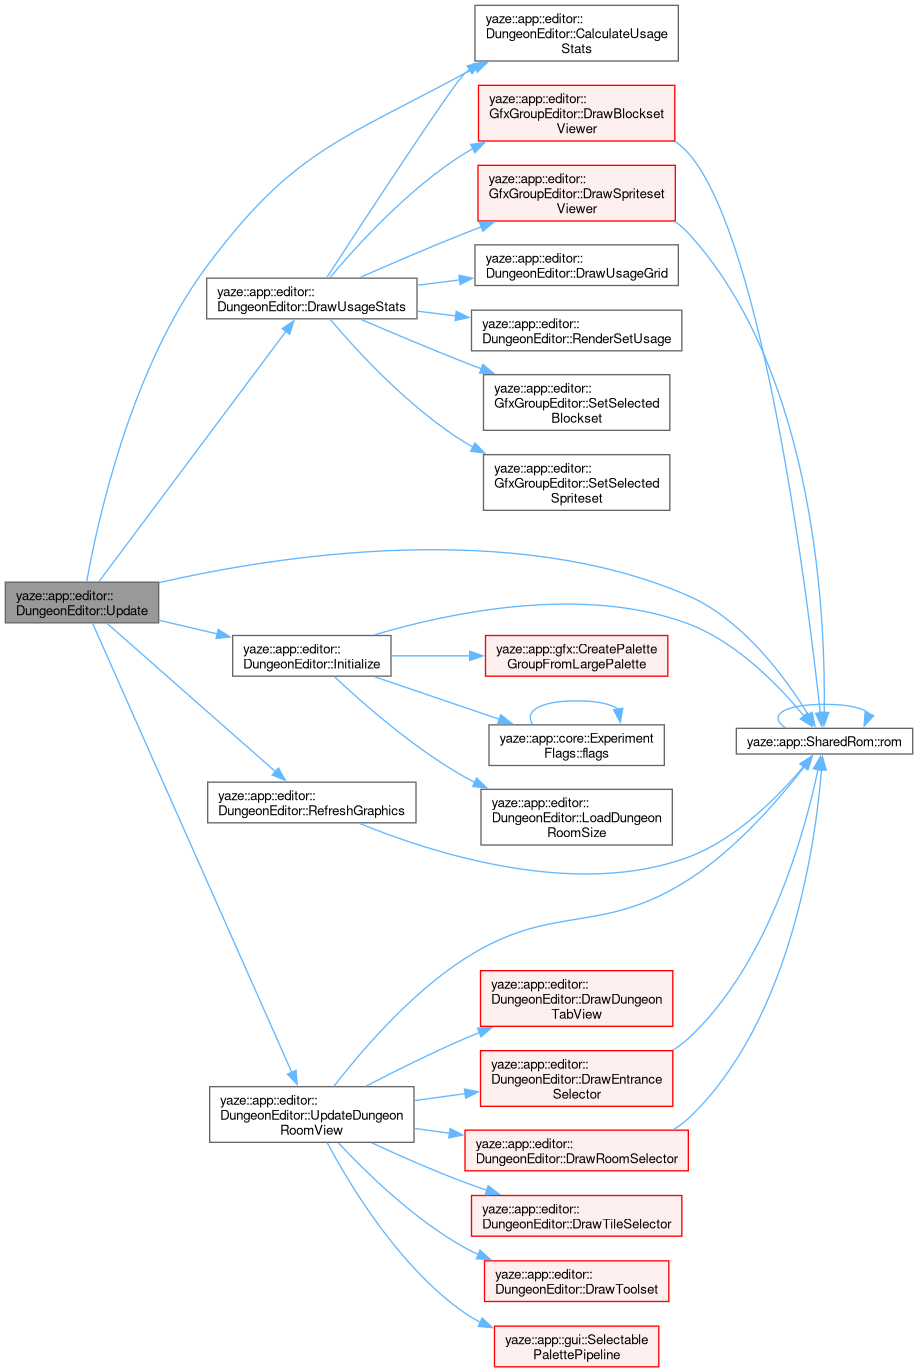 yaze::app::editor::
DungeonEditor::CalculateUsage
Stats
yaze::app::editor::
GfxGroupEditor::DrawBlockset
Viewer
yaze::app::editor::
GfxGroupEditor::DrawSpriteset
Viewer
yaze::app::editor::
DungeonEditor::DrawUsageGrid
yaze::app::editor::
DungeonEditor::DrawUsageStats
yaze::app::editor::
DungeonEditor::RenderSetUsage
yaze::app::editor::
GfxGroupEditor::SetSelected
Blockset
yaze::app::editor::
GfxGroupEditor::SetSelected
Spriteset
yaze::app::editor::
DungeonEditor::Update
yaze::app::editor::
DungeonEditor::Initialize
yaze::app::gfx::CreatePalette
GroupFromLargePalette
yaze::app::core::Experiment
Flags::flags
yaze::app::SharedRom::rom
yaze::app::editor::
DungeonEditor::RefreshGraphics
yaze::app::editor::
DungeonEditor::LoadDungeon
RoomSize
yaze::app::editor::
DungeonEditor::DrawDungeon
TabView
yaze::app::editor::
DungeonEditor::DrawEntrance
Selector
yaze::app::editor::
DungeonEditor::UpdateDungeon
RoomView
yaze::app::editor::
DungeonEditor::DrawRoomSelector
yaze::app::editor::
DungeonEditor::DrawTileSelector
yaze::app::editor::
DungeonEditor::DrawToolset
yaze::app::gui::Selectable
PalettePipeline